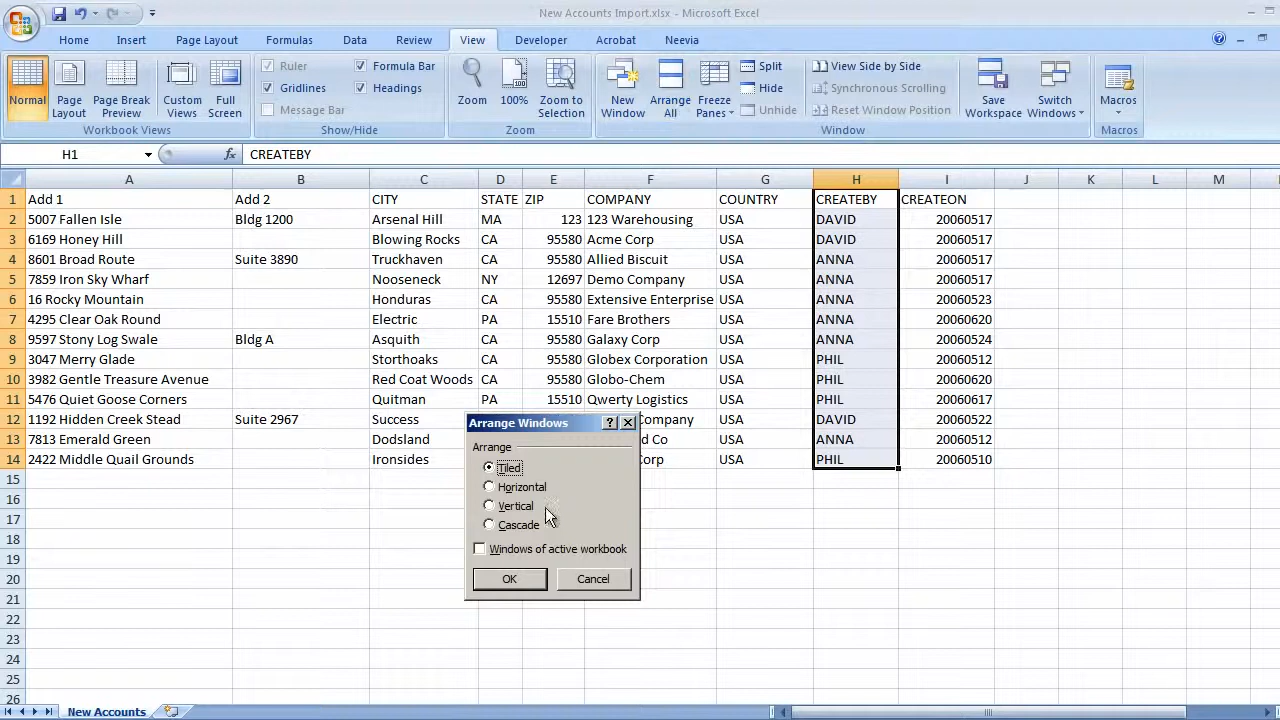 New Accounts Import.xlsx - Microsoft Excel
Home Insert Page Layout Formulas Data Review View Developer Acrobat Neevia
Normal
Page Layout
Page Break Preview
Custom Views
Full Screen
Workbook Views
Ruler
Formula Bar
Gridlines
Headings
Message Bar
Show/Hide
Zoom
100%
Zoom to Selection
Zoom
New Window
Arrange All
Freeze Panes
Split
Hide
Unhide
View Side by Side
Synchronous Scrolling
Reset Window Position
Save Workspace
Switch Windows
Window
Macros
Macros
H1 fx CREATEBY
A B C D E F G H I J K L M
1 Add 1 Add 2 CITY STATE ZIP COMPANY COUNTRY CREATEBY CREATEON
2 5007 Fallen Isle Bldg 1200 Arsenal Hill MA 123 123 Warehousing USA DAVID 20060517
3 6169 Honey Hill Blowing Rocks CA 95580 Acme Corp USA DAVID 20060517
4 8601 Broad Route Suite 3890 Truckhaven CA 95580 Allied Biscuit USA ANNA 20060517
5 7859 Iron Sky Wharf Nooseneck NY 12697 Demo Company USA ANNA 20060517
6 16 Rocky Mountain Honduras CA 95580 Extensive Enterprise USA ANNA 20060523
7 4295 Clear Oak Round Electric PA 15510 Fare Brothers USA ANNA 20060620
8 9597 Stony Log Swale Bldg A Asquith CA 95580 Galaxy Corp USA ANNA 20060524
9 3047 Merry Glade Storthoaks CA 95580 Globex Corporation USA PHIL 20060512
10 3982 Gentle Treasure Avenue Red Coat Woods CA 95580 Globo-Chem USA PHIL 20060620
11 5476 Quiet Goose Corners Quitman PA 15510 Qwerty Logistics USA PHIL 20060617
12 1192 Hidden Creek Stead Suite 2967 Success Company USA DAVID 20060522
13 7813 Emerald Green Dodsland d Co USA ANNA 20060512
14 2422 Middle Quail Grounds Ironsides orp USA PHIL 20060510
15
16
17
18
19
20
21
22
23
24
25
26
Arrange Windows
Arrange
Tiled
Horizontal
Vertical
Cascade
Windows of active workbook
OK Cancel
New Accounts